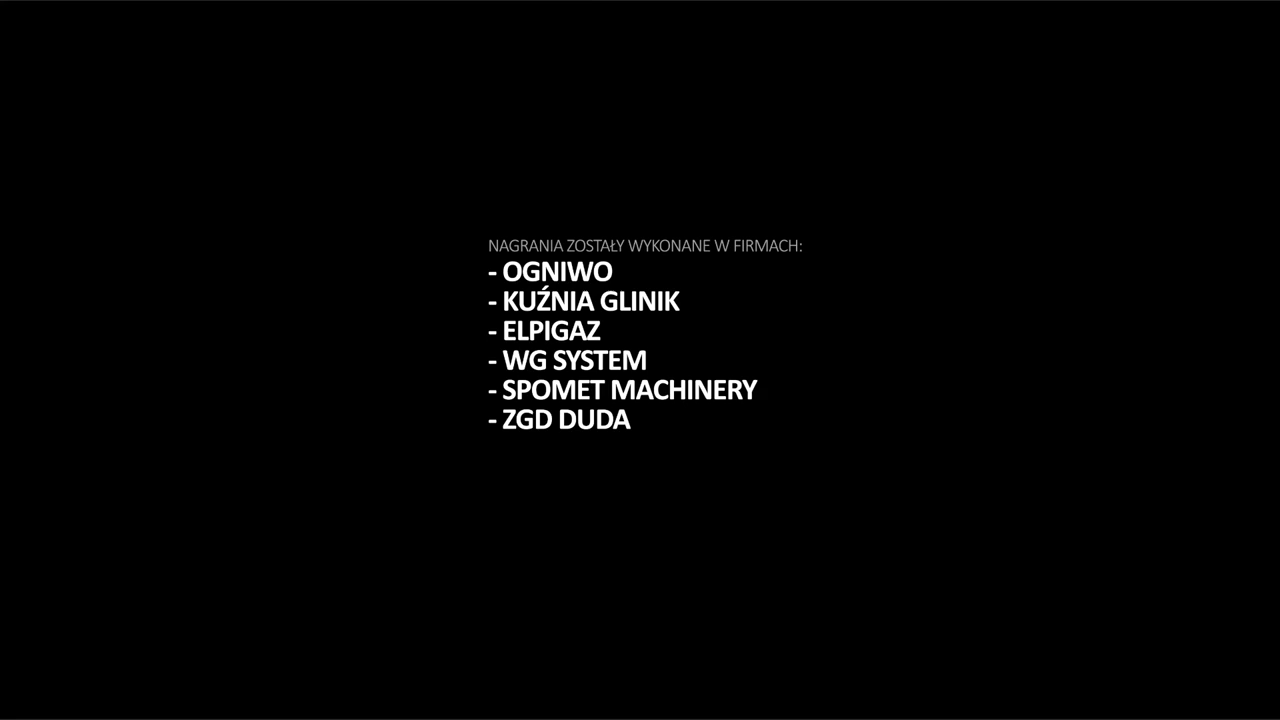 NAGRANIA ZOSTAŁY WYKONANE W FIRMACH:
- OGNIWO
- KUŹNIA GLINIK
- ELPIGAZ
- WG SYSTEM
- SPOMET MACHINERY
- ZGD DUDA